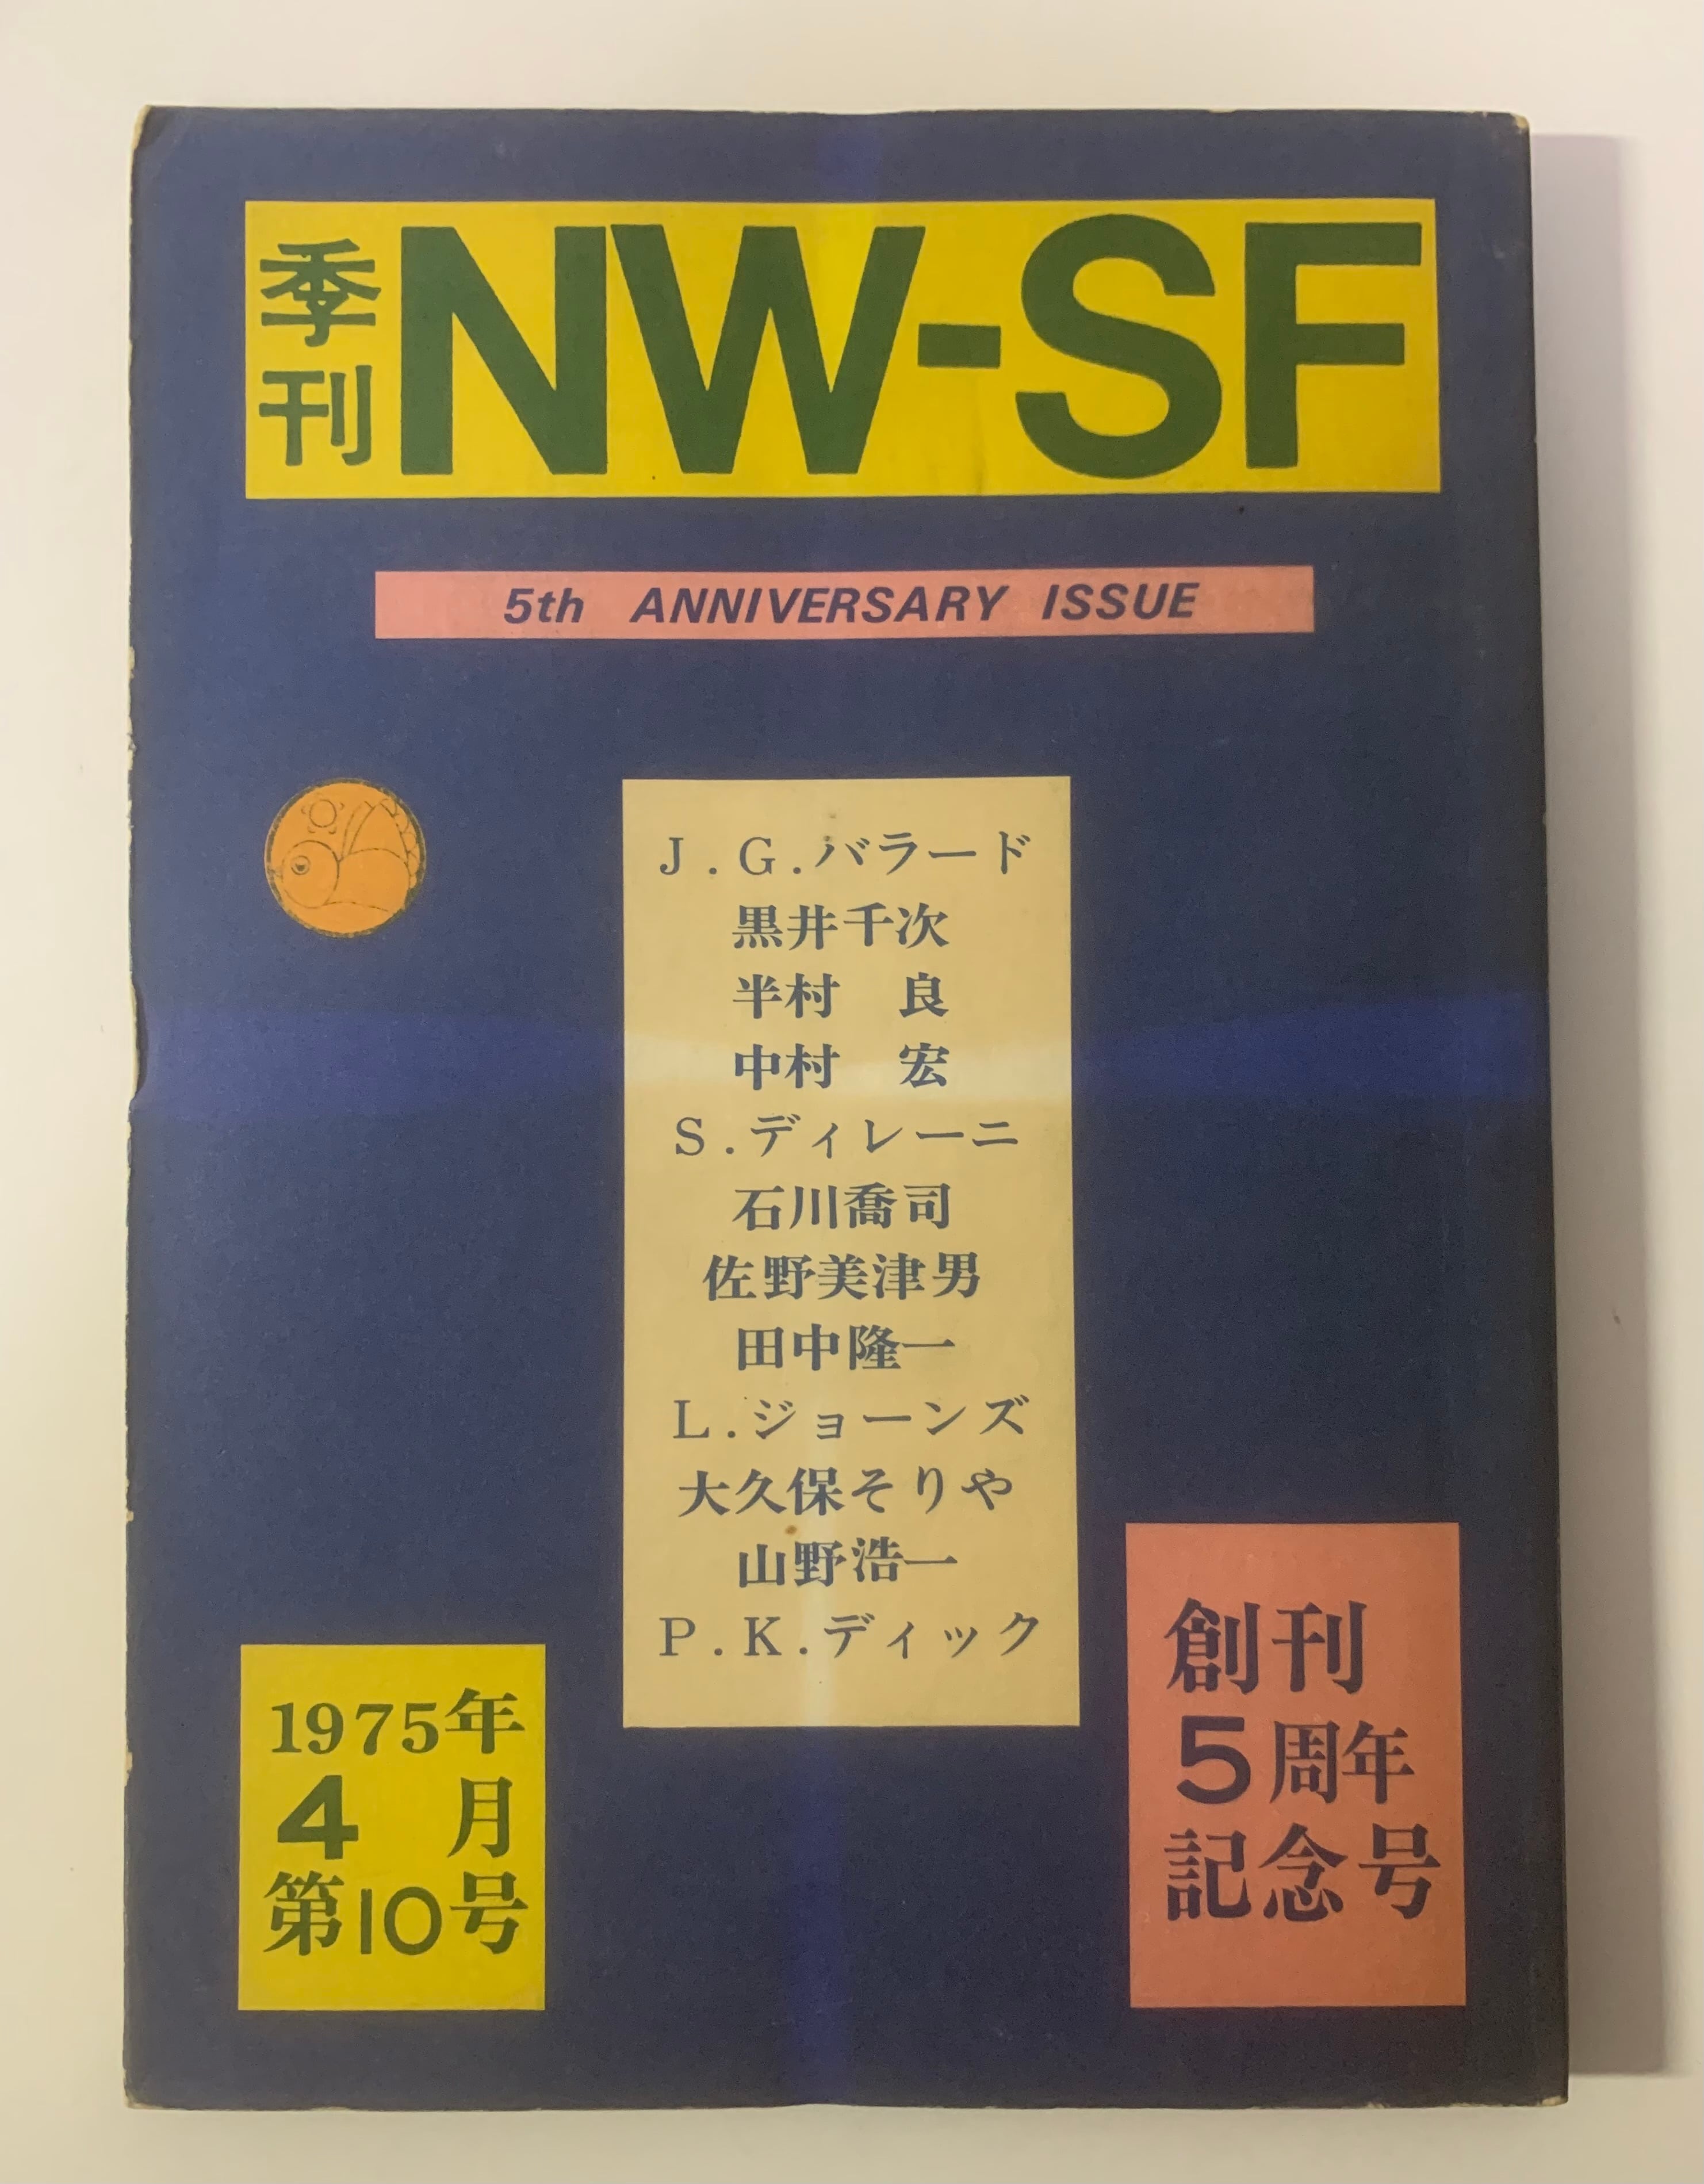 季刊
NW-SF
5th ANNIVERSARY ISSUE
J.G.バラード
黒井千次
半村 良
中村 宏
S.ディレーニ
石川喬司
佐野美津男
田中隆一
L.ジョーンズ
大久保そりや
山野浩一
P.K.ディック
1975年
4 月
第10号
創刊
5周年
記念号